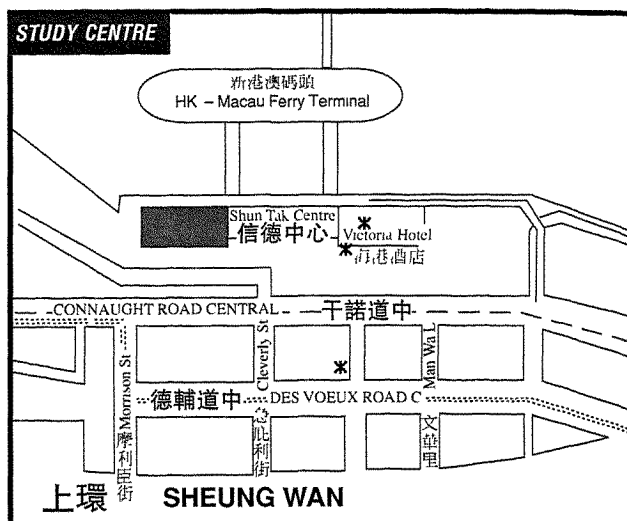 STUDY CENTRE
新港澳碼頭
HK – Macau Ferry Terminal
Shun Tak Centre
信德中心
Victoria Hotel
海港酒店
CONNAUGHT ROAD CENTRAL
干諾道中
Morrison St
摩利臣街
Cleverly St
急庇利街
Man Wa L
文華里
德輔道中
DES VOEUX ROAD C
上環
SHEUNG WAN